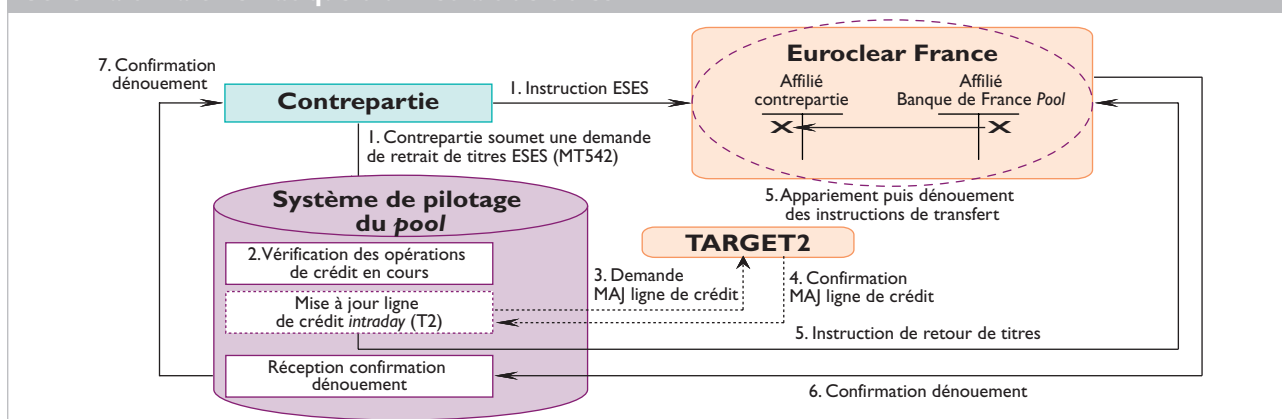 7. Confirmation
dénouement
Contrepartie
1. Instruction ESES
Euroclear France
Affilié
contrepartie
Affilié
Banque de France Pool
1. Contrepartie soumet une demande
de retrait de titres ESES (MT542)
5. Appariement puis dénouement
des instructions de transfert
Système de pilotage
du pool
2. Vérification des opérations
de crédit en cours
TARGET2
3. Demande
MAJ ligne de crédit
4. Confirmation
MAJ ligne de crédit
Mise à jour ligne
de crédit intraday (T2)
5. Instruction de retour de titres
Réception confirmation
dénouement
6. Confirmation dénouement